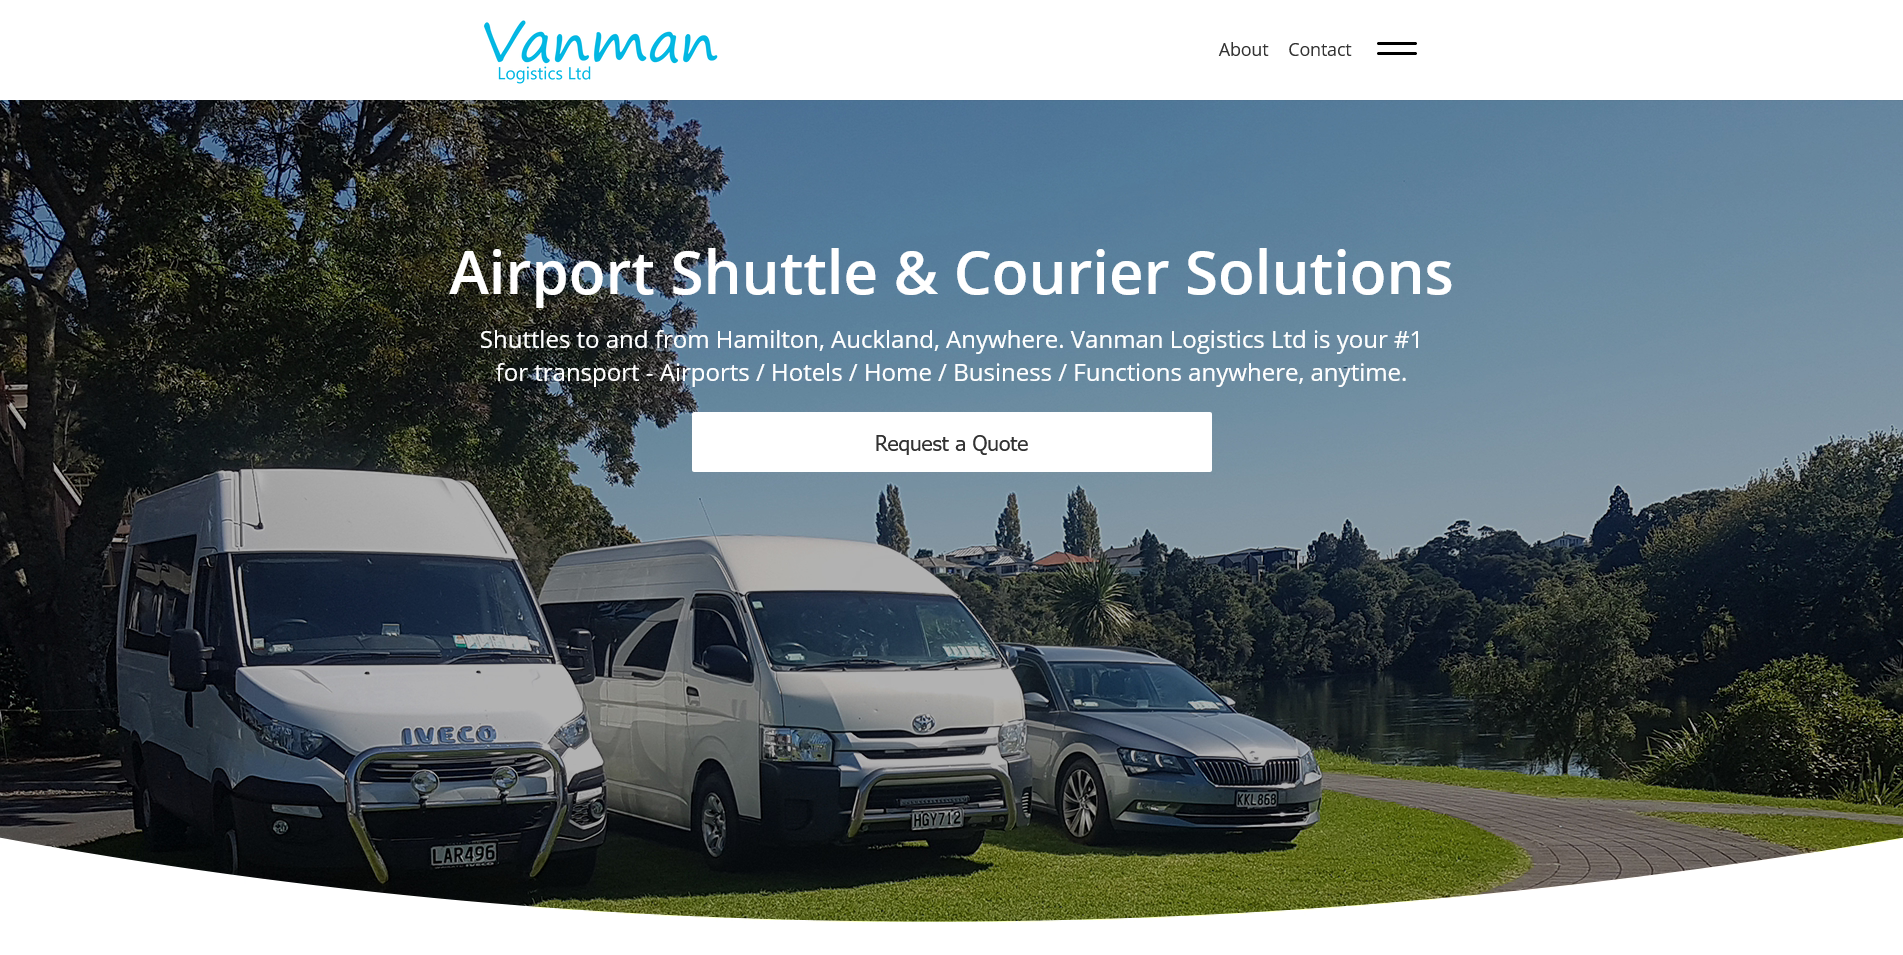 Vanman
Logistics Ltd
About Contact
Airport Shuttle & Courier Solutions
Shuttles to and from Hamilton, Auckland, Anywhere. Vanman Logistics Ltd is your #1
for transport - Airports / Hotels / Home / Business / Functions anywhere, anytime.
Request a Quote
IVECO
KKL868
HGY712
LAR496